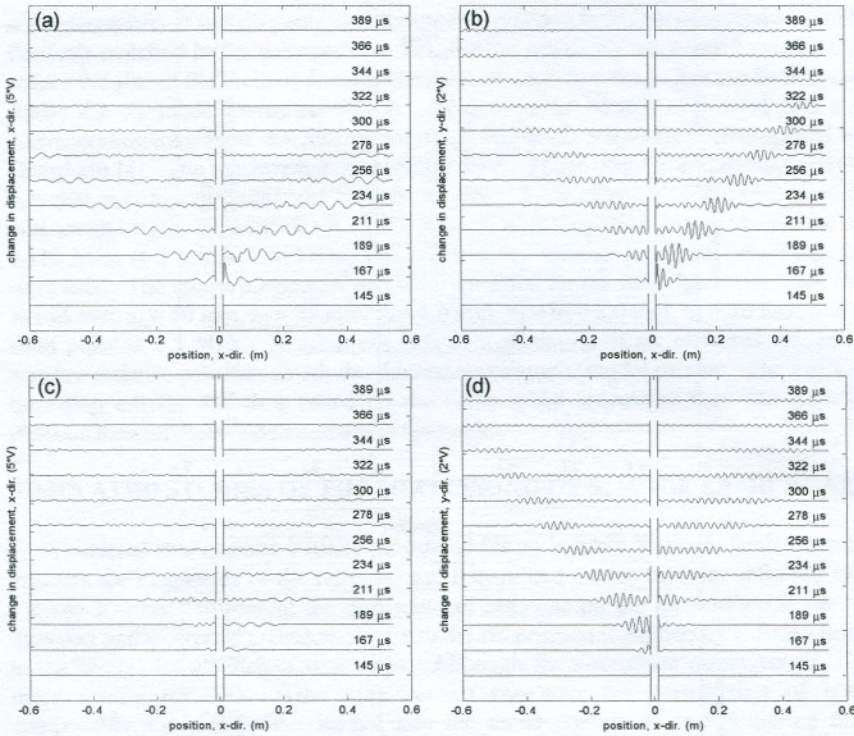 (a)
389 µs
366 µs
344 µs
322 µs
300 µs
278 µs
256 µs
234 µs
211 µs
189 µs
167 µs
145 µs
change in displacement, x-dir. (5*V)
-0.6 -0.4 -0.2 0 0.2 0.4 0.6
position, x-dir. (m)
(b)
389 µs
366 µs
344 µs
322 µs
300 µs
278 µs
256 µs
234 µs
211 µs
189 µs
167 µs
145 µs
change in displacement, y-dir. (2*V)
-0.6 -0.4 -0.2 0 0.2 0.4 0.6
position, x-dir. (m)
(c)
389 µs
366 µs
344 µs
322 µs
300 µs
278 µs
256 µs
234 µs
211 µs
189 µs
167 µs
145 µs
change in displacement, x-dir. (5*V)
-0.6 -0.4 -0.2 0 0.2 0.4 0.6
position, x-dir. (m)
(d)
389 µs
366 µs
344 µs
322 µs
300 µs
278 µs
256 µs
234 µs
211 µs
189 µs
167 µs
145 µs
change in displacement, y-dir. (2*V)
-0.6 -0.4 -0.2 0 0.2 0.4 0.6
position, x-dir. (m)